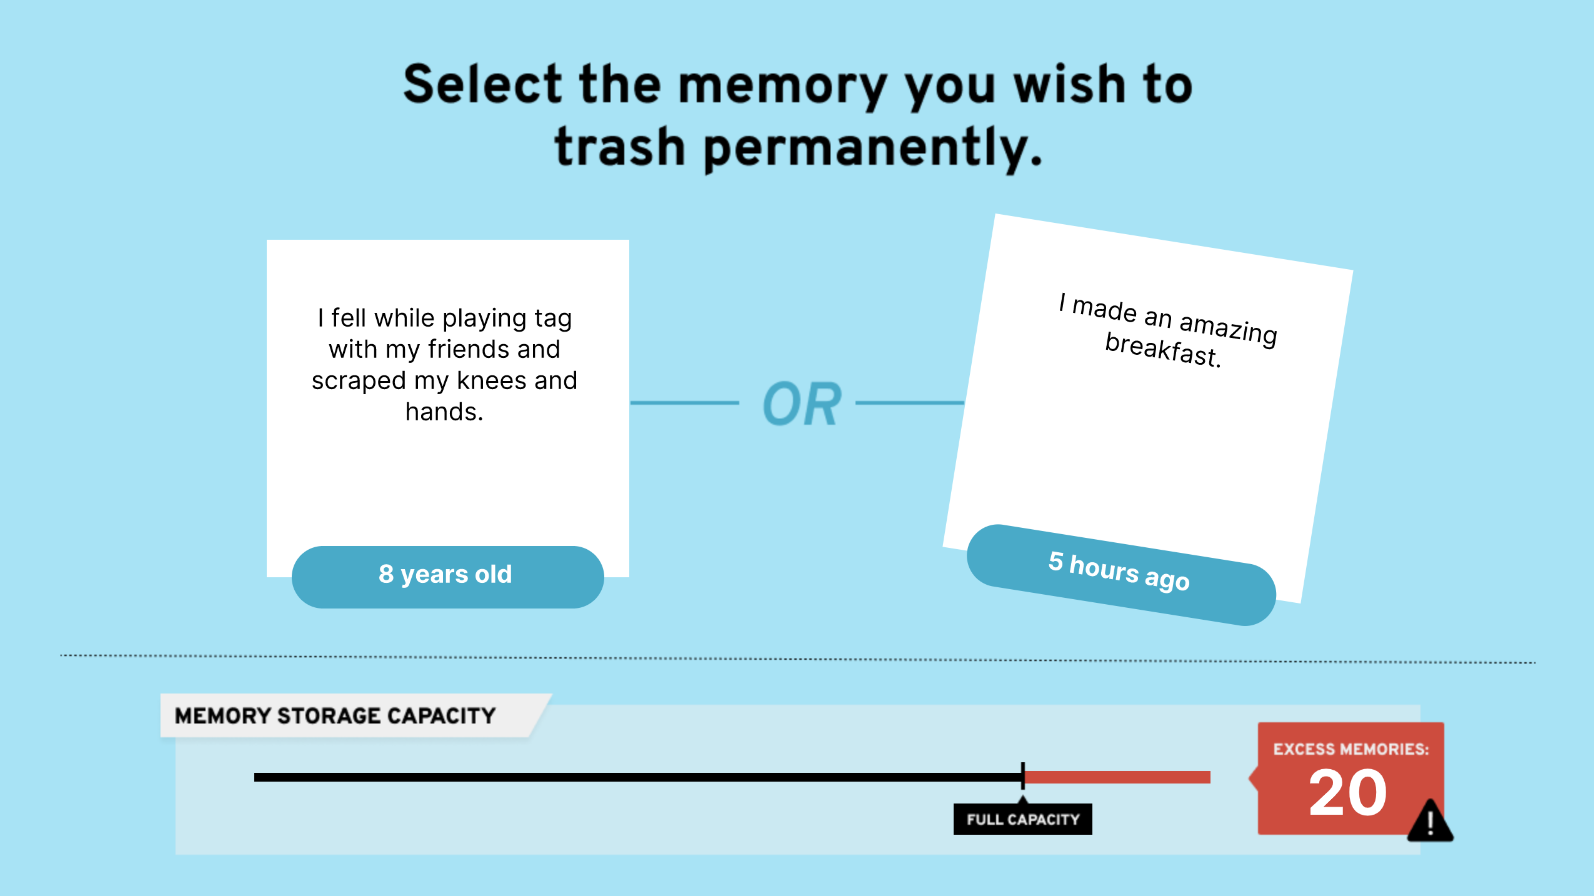 Select the memory you wish to
trash permanently.
I fell while playing tag
with my friends and
scraped my knees and
hands.
8 years old
OR
I made an amazing
breakfast.
5 hours ago
MEMORY STORAGE CAPACITY
FULL CAPACITY
EXCESS MEMORIES:
20
!